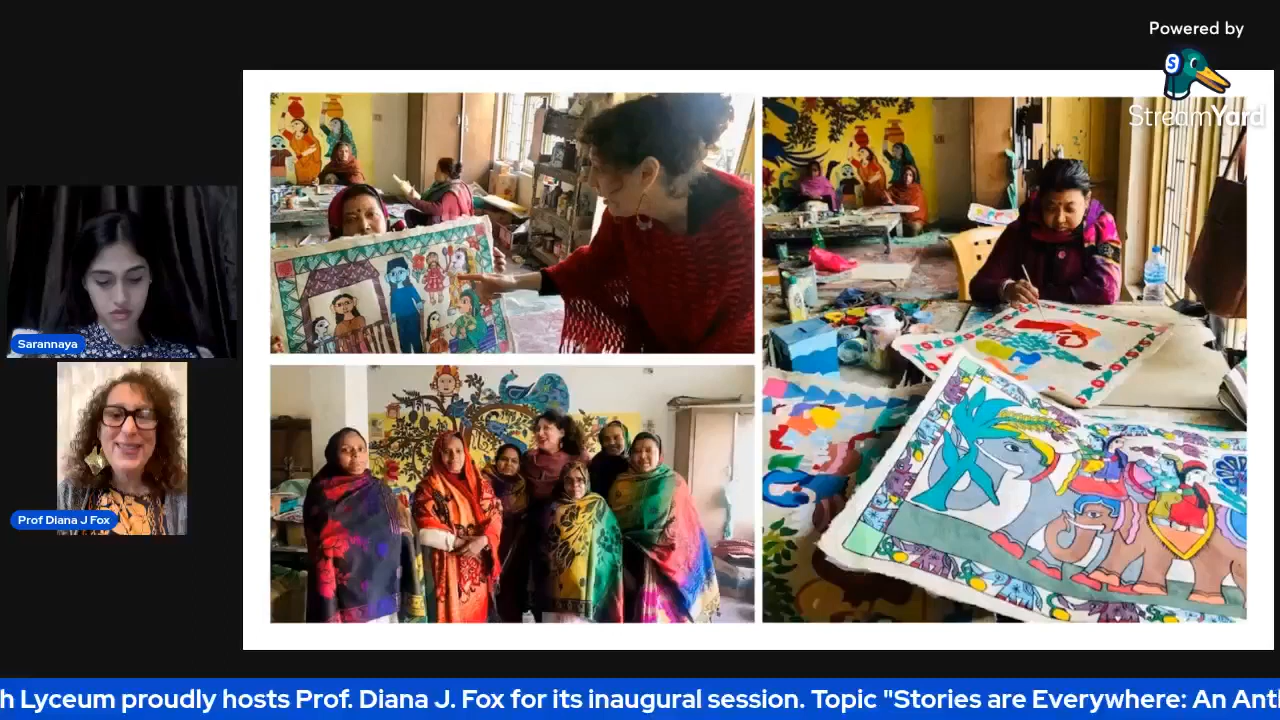 Powered by
S
StreamYard
Sarannaya
Prof Diana J Fox
h Lyceum proudly hosts Prof. Diana J. Fox for its inaugural session. Topic "Stories are Everywhere: An Ant